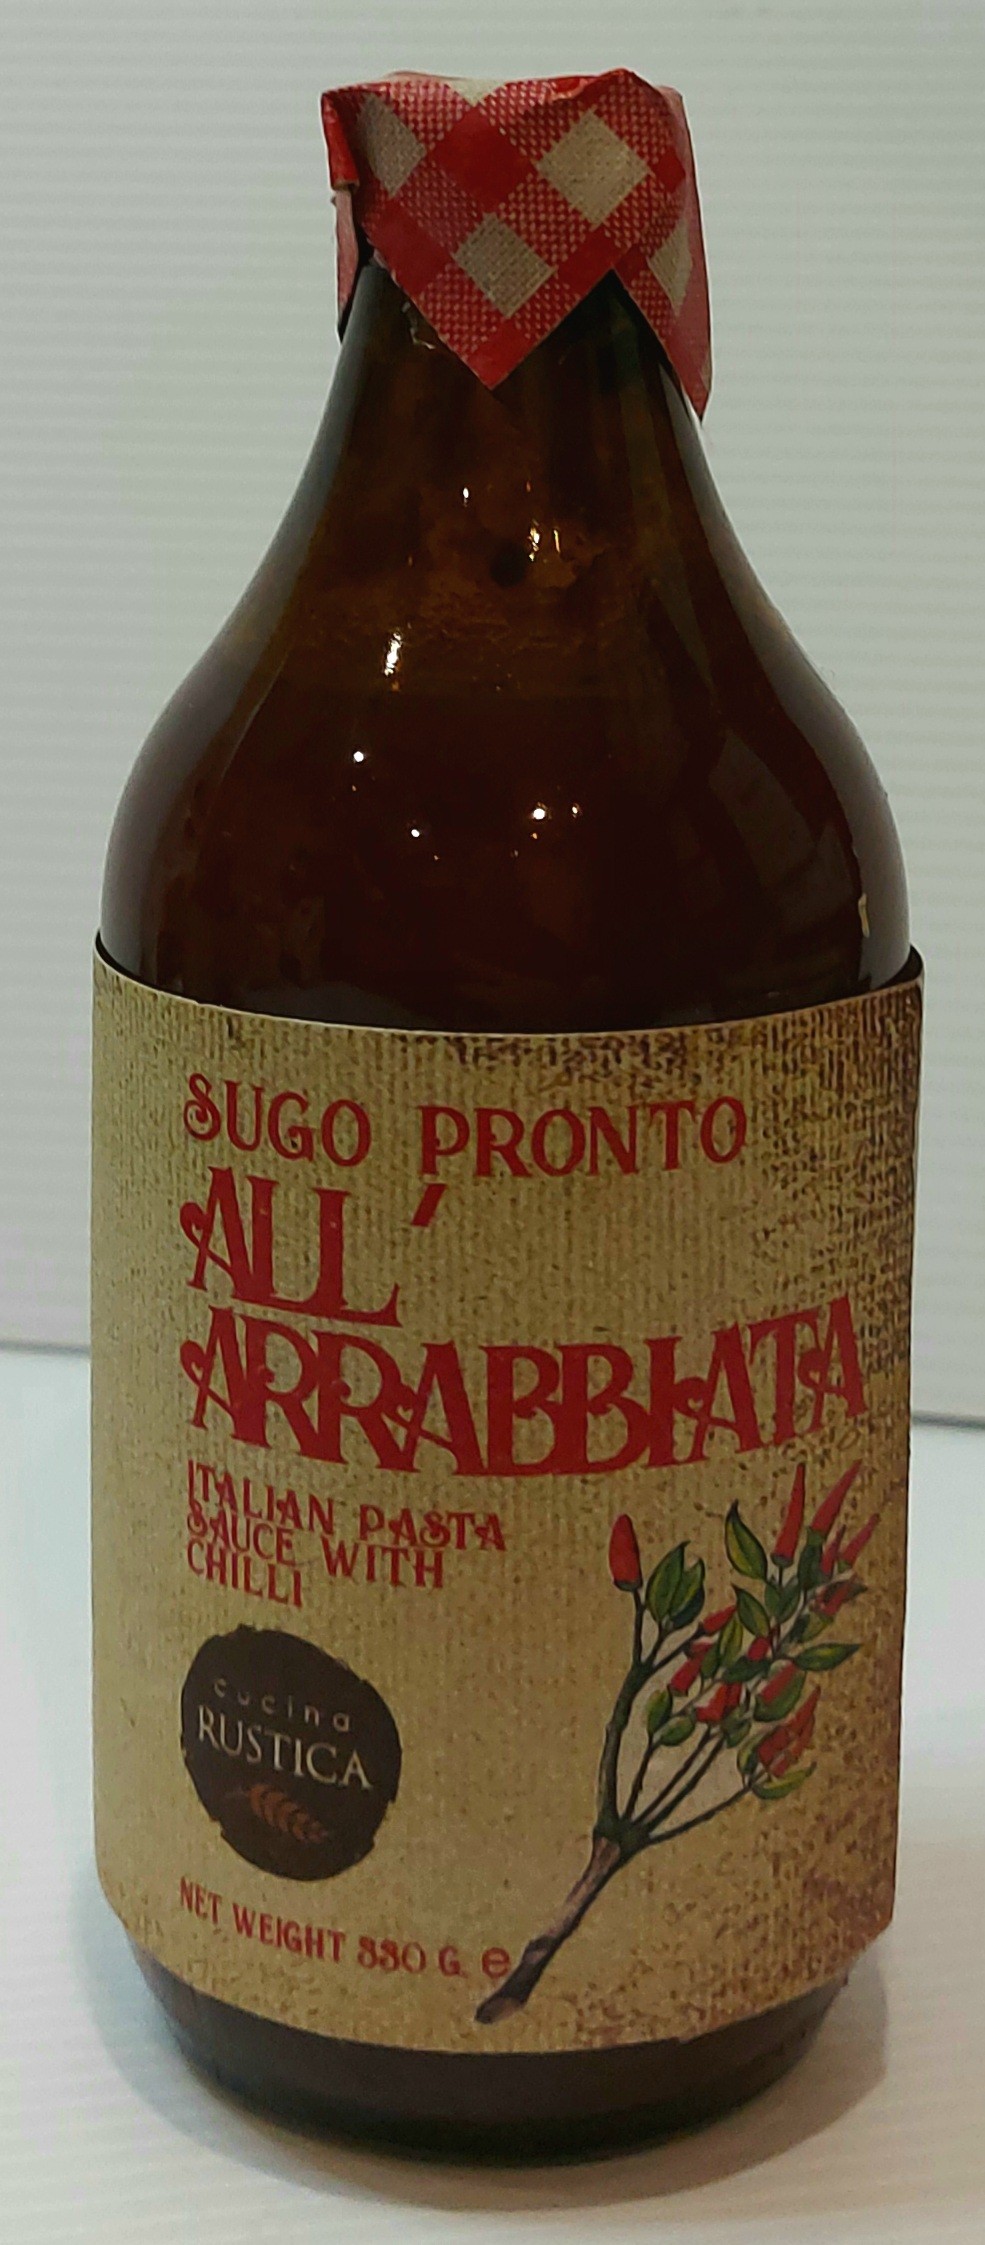 SUGO PRONTO
ALL'
ARRABBIATA
ITALIAN PASTA
SAUCE WITH
CHILLI
cucina
RUSTICA
NET WEIGHT 330 G. e